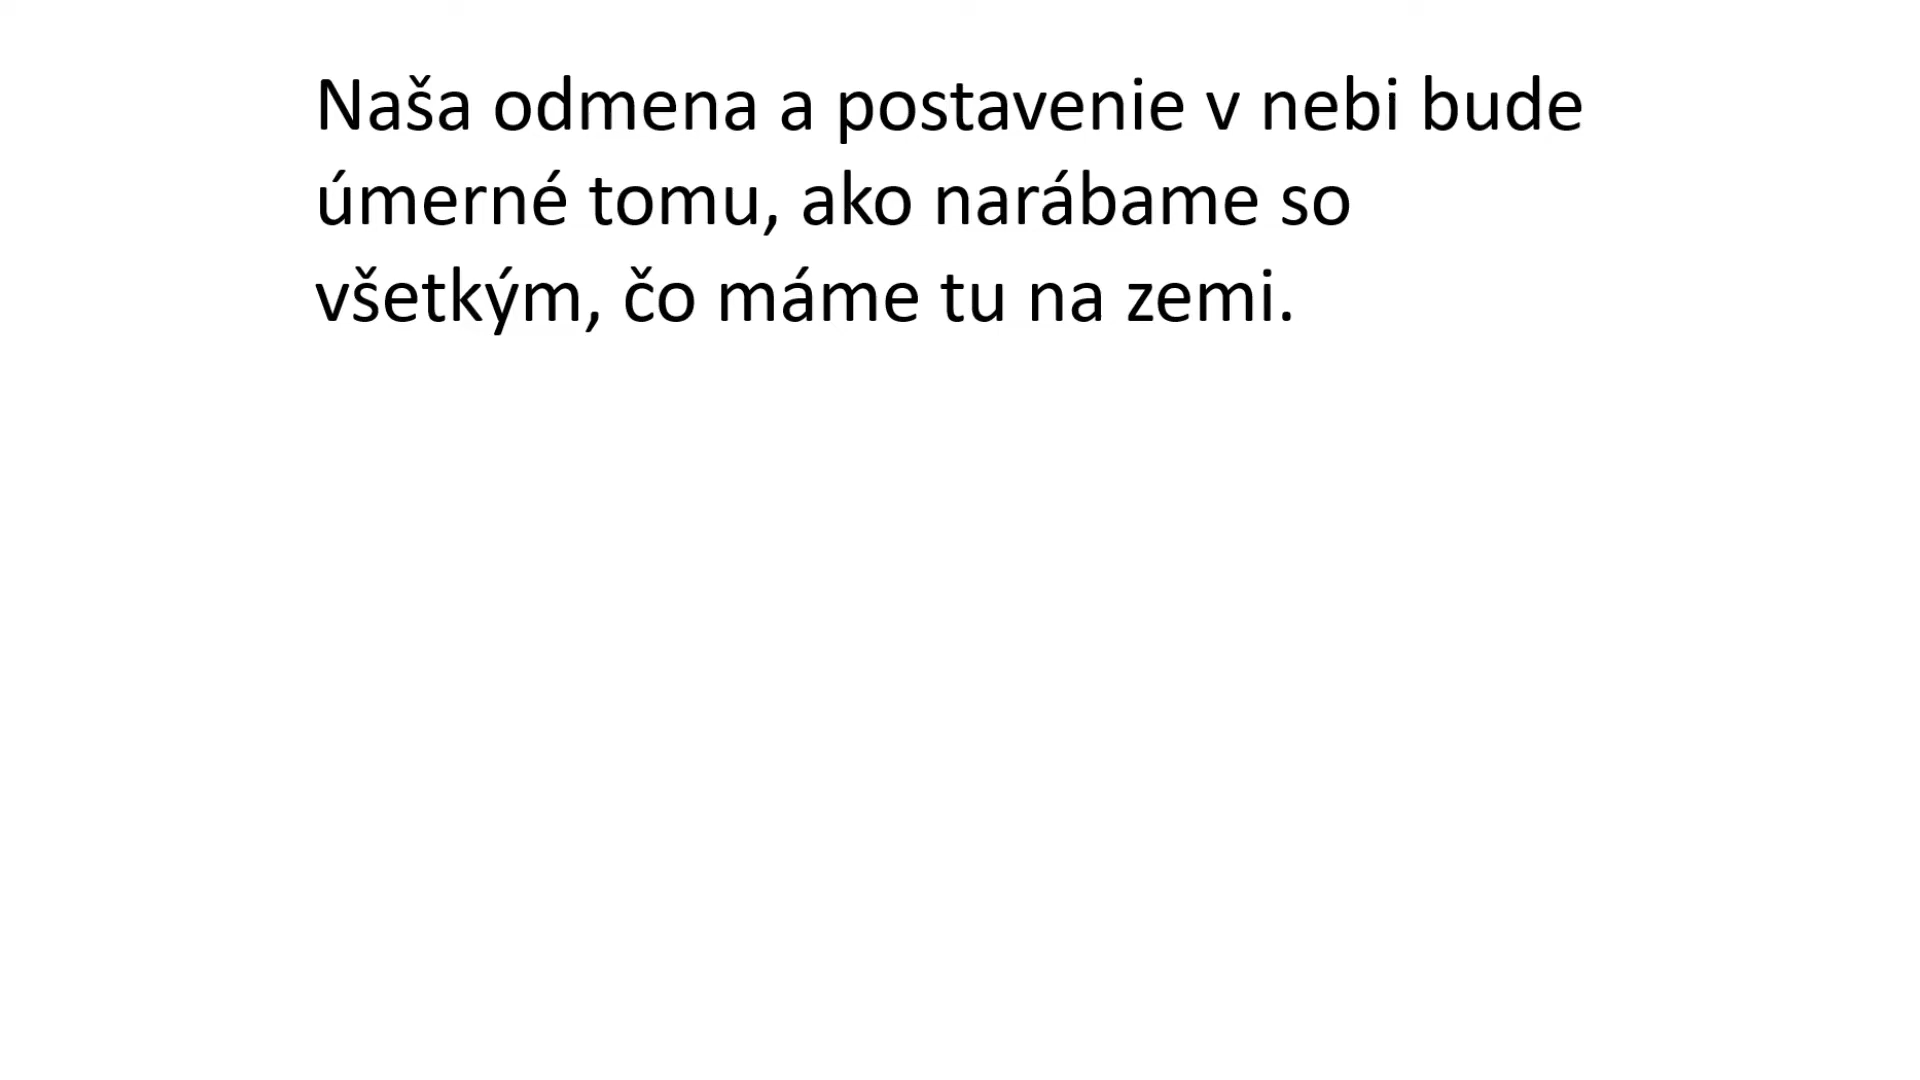 Naša odmena a postavenie v nebi bude
úmerné tomu, ako narábame so
všetkým, čo máme tu na zemi.